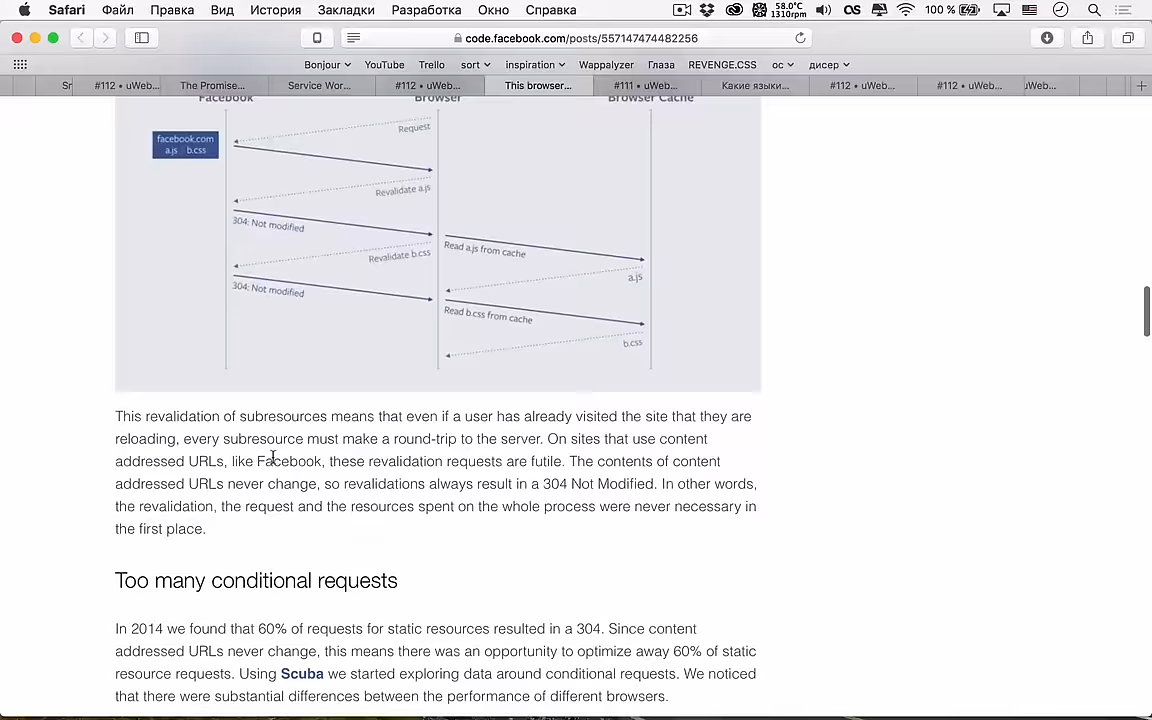 Safari Файл Правка Вид История Закладки Разработка Окно Справка 58.0°C 1310rpm 100 %
code.facebook.com/posts/557147474482256
Bonjour YouTube Trello sort inspiration Wappalyzer Глаза REVENGE.CSS ос дисер
#112 • uWeb... The Promise... Service Wor... #112 • uWeb... This browser... #111 • uWeb... Какие языки... #112 • uWeb... #112 • uWeb... uWeb...
Facebook Browser Browser Cache
Request
facebook.com
a.js b.css
Revalidate a.js
304: Not modified
Read a.js from cache
Revalidate b.css
a.js
304: Not modified
Read b.css from cache
b.css
This revalidation of subresources means that even if a user has already visited the site that they are
reloading, every subresource must make a round-trip to the server. On sites that use content
addressed URLs, like Facebook, these revalidation requests are futile. The contents of content
addressed URLs never change, so revalidations always result in a 304 Not Modified. In other words,
the revalidation, the request and the resources spent on the whole process were never necessary in
the first place.
Too many conditional requests
In 2014 we found that 60% of requests for static resources resulted in a 304. Since content
addressed URLs never change, this means there was an opportunity to optimize away 60% of static
resource requests. Using Scuba we started exploring data around conditional requests. We noticed
that there were substantial differences between the performance of different browsers.